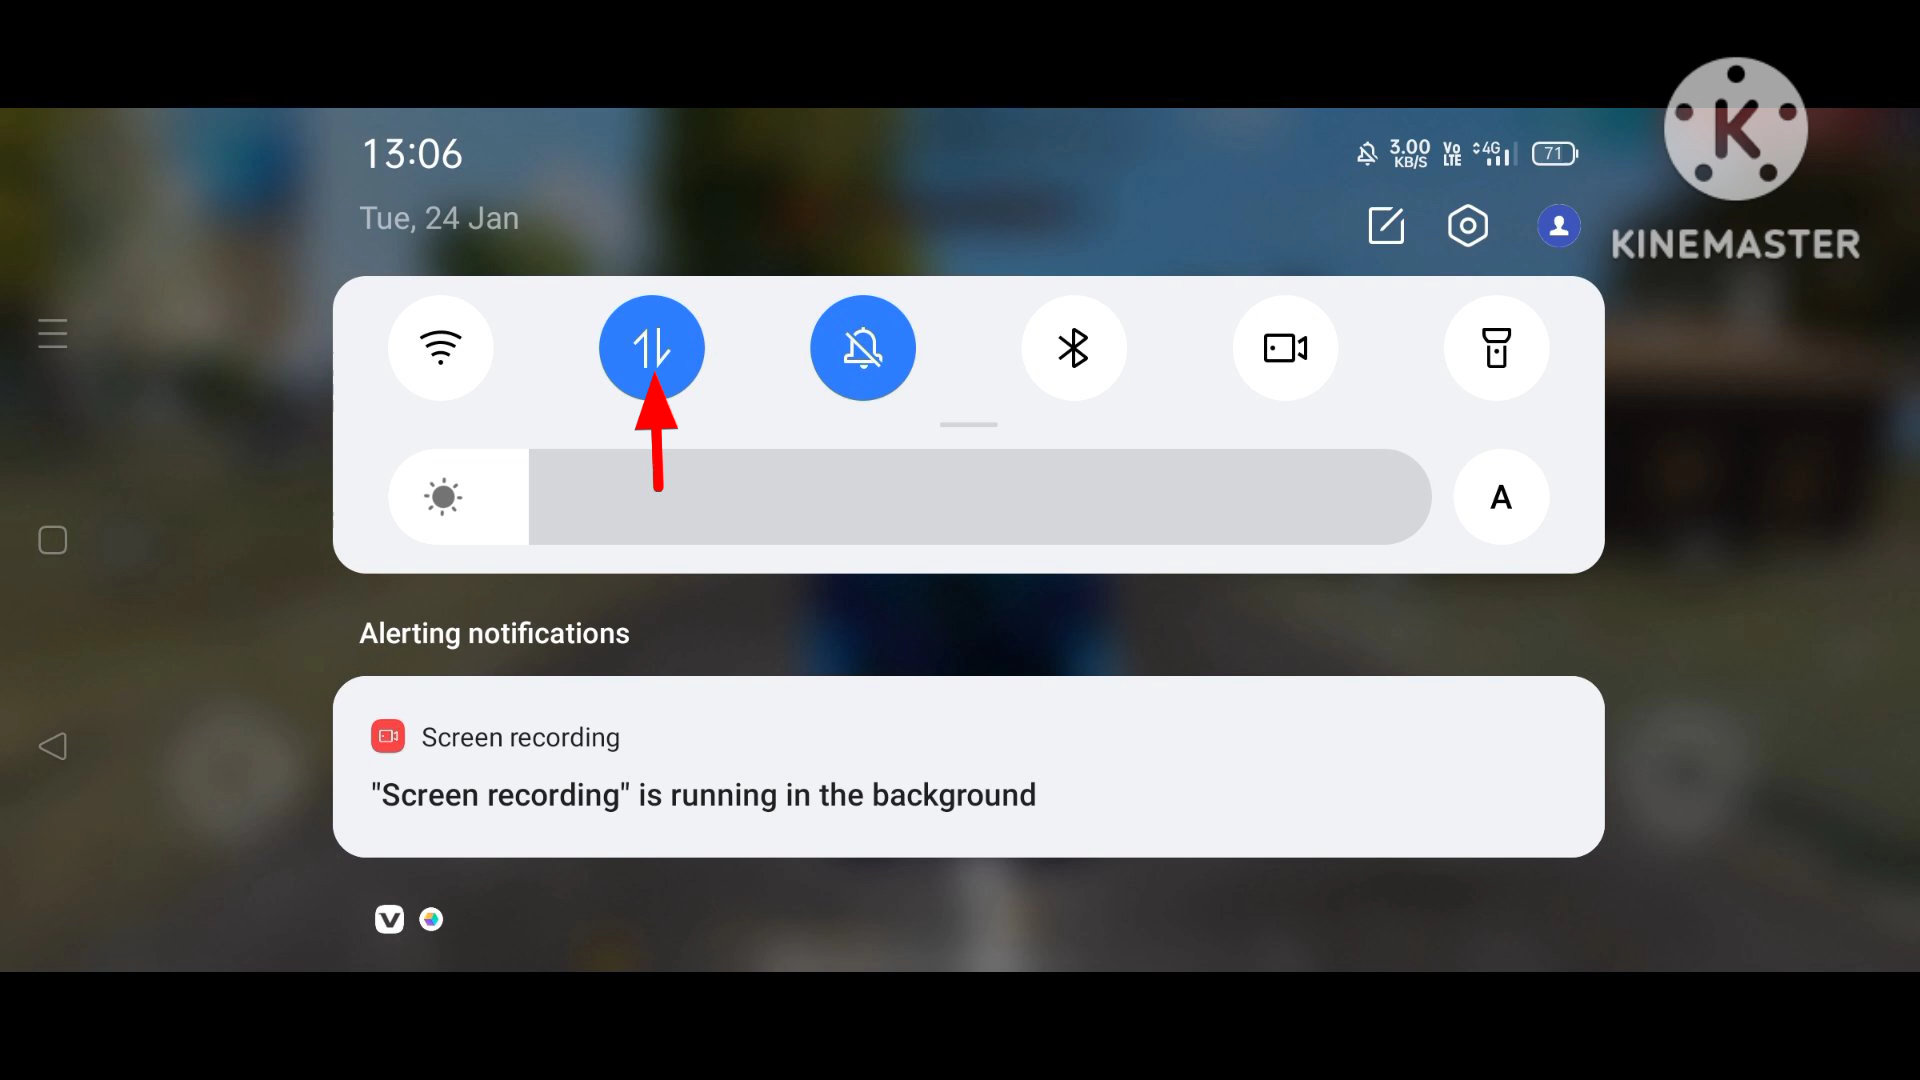 13:06
3.00 KB/S Vo LTE 4G 71
Tue, 24 Jan
K
KINEMASTER
A
Alerting notifications
Screen recording
"Screen recording" is running in the background
V